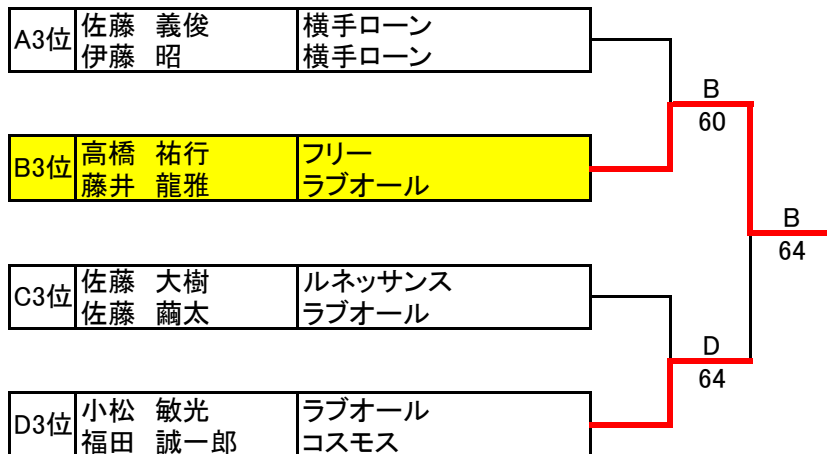 A3位 佐藤 義俊 横手ローン
伊藤 昭 横手ローン
B
60
B3位 高橋 祐行 フリー
藤井 龍雅 ラブオール
B
64
C3位 佐藤 大樹 ルネッサンス
佐藤 繭太 ラブオール
D
64
D3位 小松 敏光 ラブオール
福田 誠一郎 コスモス